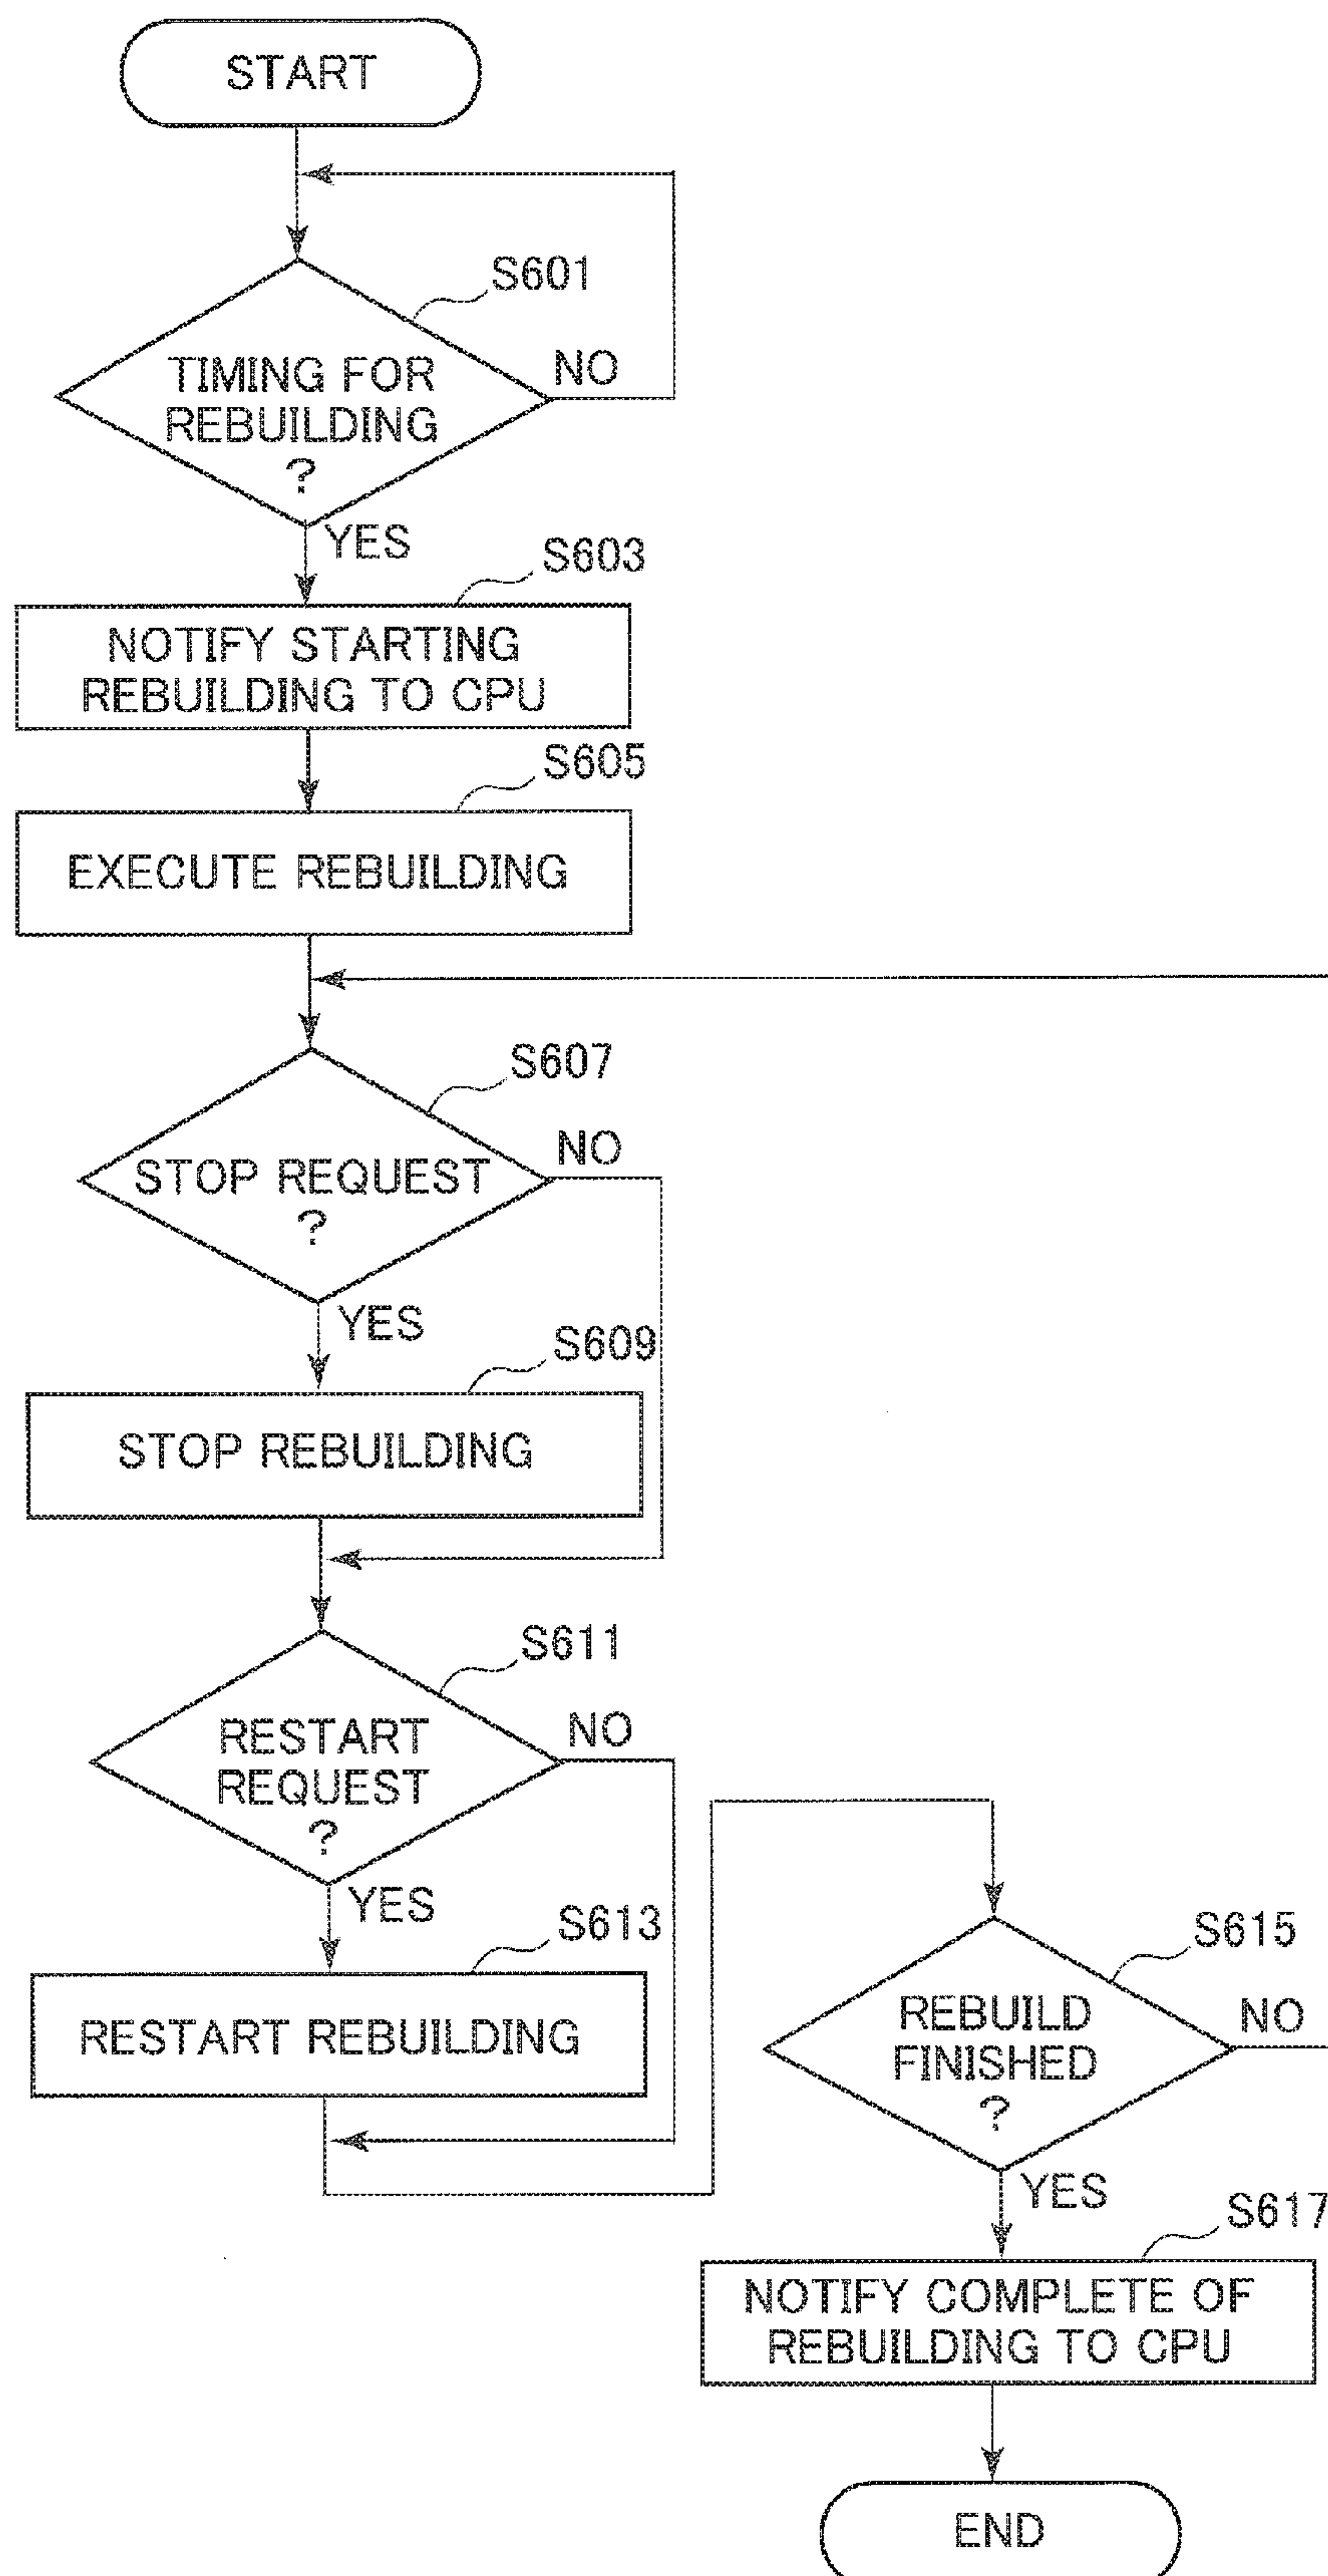 START
S601
TIMING FOR
REBUILDING
?
NO
YES
S603
NOTIFY STARTING
REBUILDING TO CPU
S605
EXECUTE REBUILDING
S607
STOP REQUEST
?
NO
YES
S609
STOP REBUILDING
S611
RESTART
REQUEST
?
NO
YES
S613
RESTART REBUILDING
S615
REBUILD
FINISHED
?
NO
YES
S617
NOTIFY COMPLETE OF
REBUILDING TO CPU
END